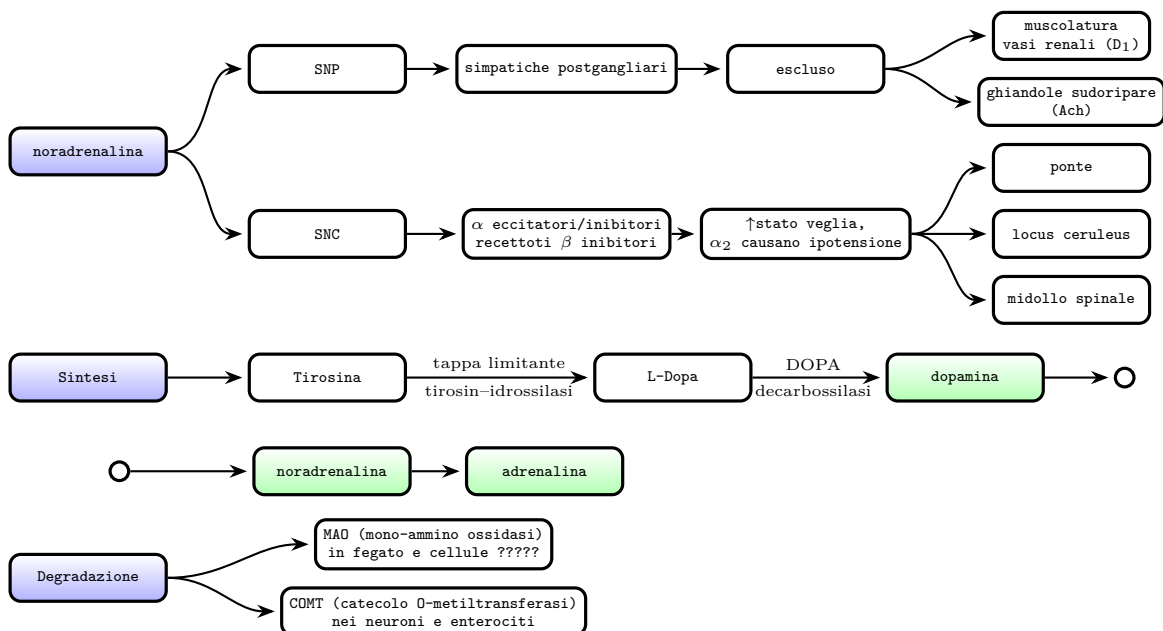 muscolatura
vasi renali (D₁)
SNP
simpatiche postgangliari
escluso
ghiandole sudoripare
(Ach)
noradrenalina
ponte
SNC
α eccitatori/inibitori
recettoti β inibitori
↑stato veglia,
α₂ causano ipotensione
locus ceruleus
midollo spinale
Sintesi
Tirosina
tappa limitante
tirosin–idrossilasi
L-Dopa
DOPA
decarbossilasi
dopamina
noradrenalina
adrenalina
Degradazione
MAO (mono-ammino ossidasi)
in fegato e cellule ?????
COMT (catecolo O-metiltransferasi)
nei neuroni e enterociti